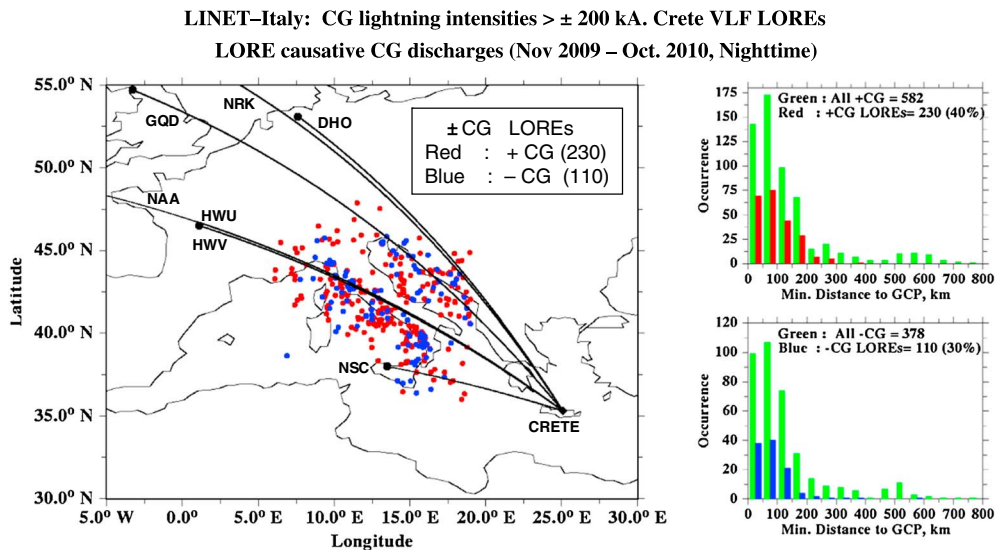 LINET–Italy: CG lightning intensities > ± 200 kA. Crete VLF LOREs
LORE causative CG discharges (Nov 2009 – Oct. 2010, Nighttime)
55.0° N
50.0° N
45.0° N
40.0° N
35.0° N
30.0° N
Latitude
5.0° W
0.0° E
5.0° E
10.0° E
15.0° E
20.0° E
25.0° E
30.0° E
Longitude
GQD
NRK
DHO
NAA
HWU
HWV
NSC
CRETE
±CG LOREs
Red : + CG (230)
Blue : – CG (110)
175
150
125
100
75
50
25
0
Occurrence
Green : All +CG = 582
Red : +CG LOREs= 230 (40%)
0 100 200 300 400 500 600 700 800
Min. Distance to GCP, km
120
100
80
60
40
20
0
Occurrence
Green : All -CG = 378
Blue : -CG LOREs= 110 (30%)
0 100 200 300 400 500 600 700 800
Min. Distance to GCP, km